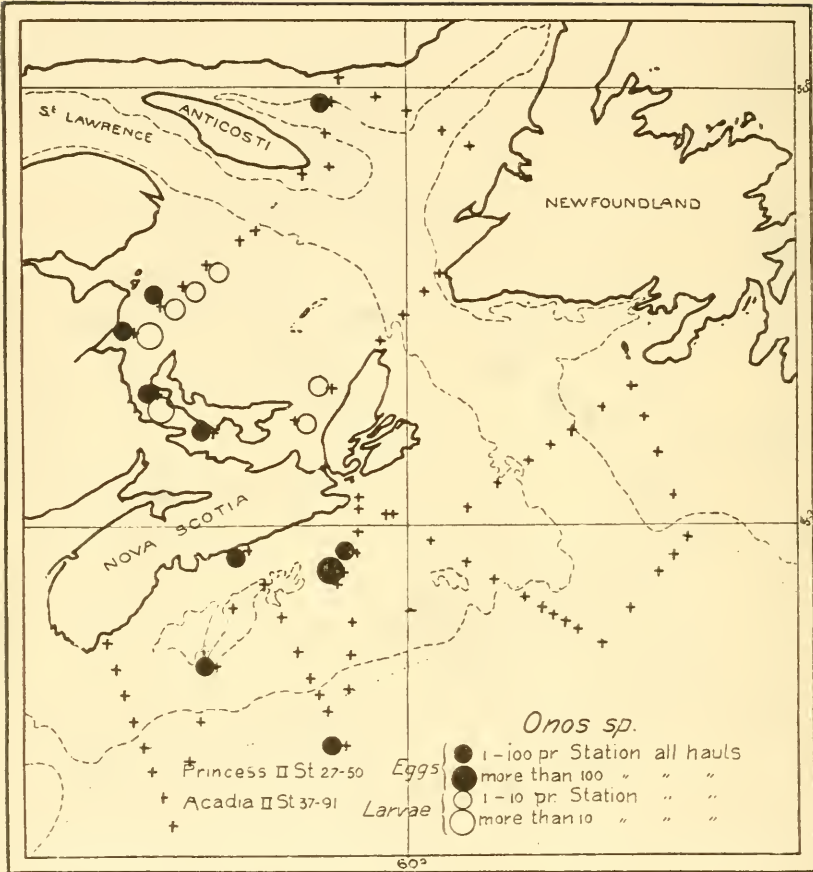 50°
St LAWRENCE
ANTICOSTI
NEWFOUNDLAND
NOVA SCOTIA
Onos sp.
Princess II St 27-50
Acadia II St 37-91
Eggs
1-100 pr Station all hauls
more than 100 " " "
Larvae
1-10 pr. Station " "
more than 10 " " "
60°